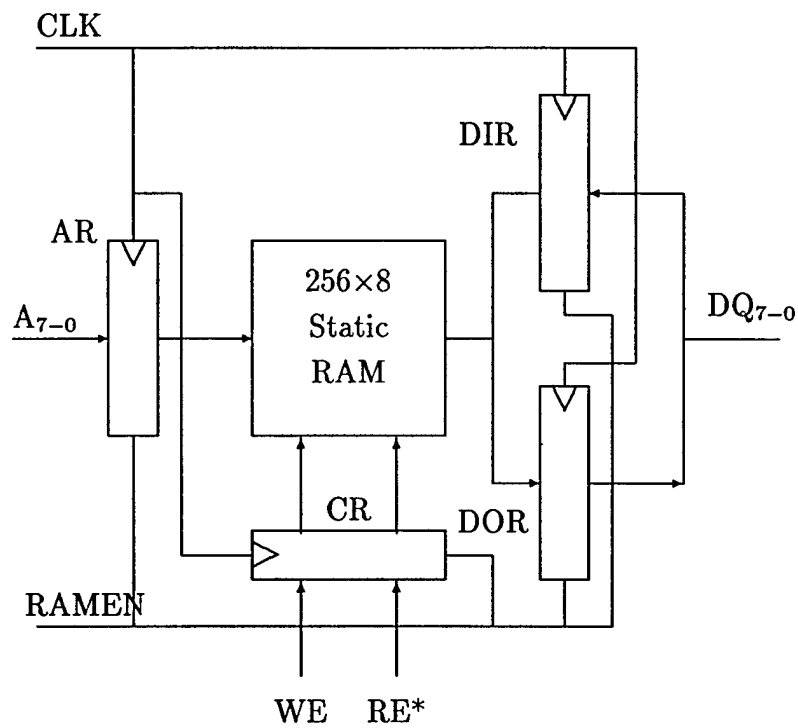 CLK
DIR
AR
256×8
Static
RAM
A₇₋₀
DQ₇₋₀
CR
DOR
RAMEN
WE
RE*